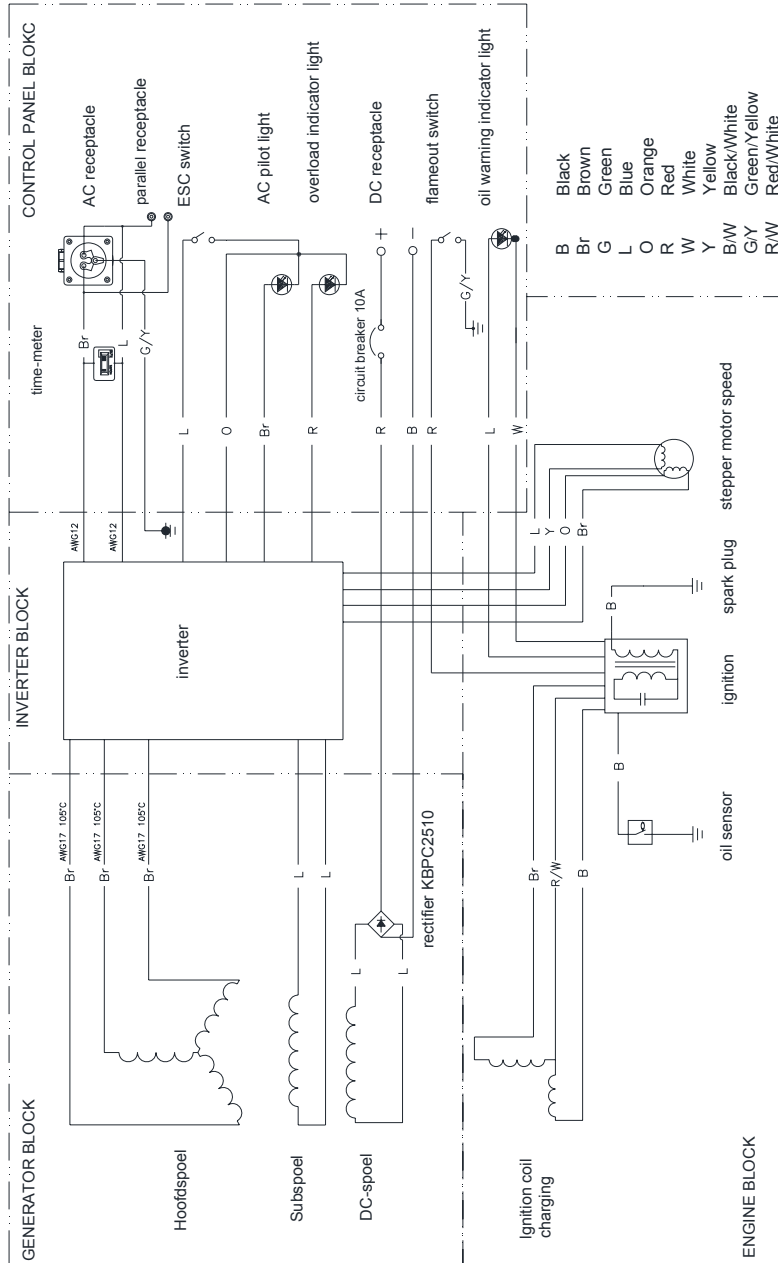 CONTROL PANEL BLOKC
time-meter
AC receptacle
parallel receptacle
ESC switch
AC pilot light
overload indicator light
DC receptacle
circuit breaker 10A
flameout switch
oil warning indicator light
Br
L
G/Y
L
O
Br
R
R
B
R
G/Y
L
W
+
−
INVERTER BLOCK
AWG12
AWG12
inverter
GENERATOR BLOCK
AWG17 105°C
AWG17 105°C
AWG17 105°C
Br
Br
Br
L
L
L
L
rectifier KBPC2510
Hoofdspoel
Subspoel
DC-spoel
ENGINE BLOCK
Ignition coil
charging
Br
R/W
B
B
B
L
Y
O
Br
oil sensor
ignition
spark plug
stepper motor speed
B Black
Br Brown
G Green
L Blue
O Orange
R Red
W White
Y Yellow
B/W Black/White
G/Y Green/Yellow
R/W Red/White